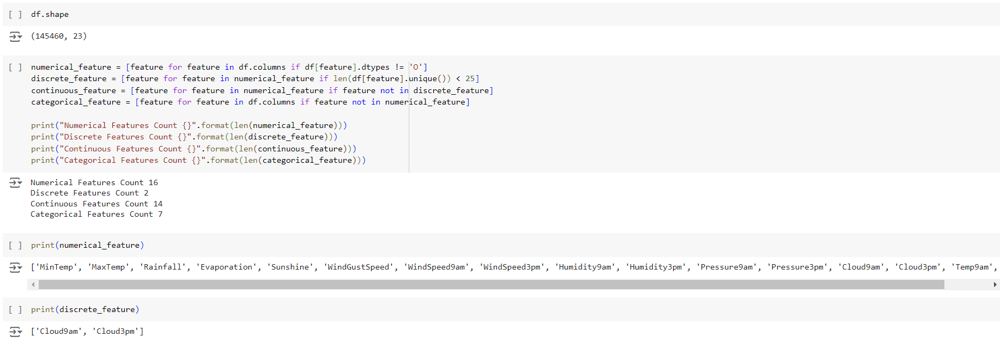 [ ] df.shape
(145460, 23)
[ ] numerical_feature = [feature for feature in df.columns if df[feature].dtypes != 'O']
discrete_feature = [feature for feature in numerical_feature if len(df[feature].unique()) < 25]
continuous_feature = [feature for feature in numerical_feature if feature not in discrete_feature]
categorical_feature = [feature for feature in df.columns if feature not in numerical_feature]
print("Numerical Features Count {}".format(len(numerical_feature)))
print("Discrete Features Count {}".format(len(discrete_feature)))
print("Continuous Features Count {}".format(len(continuous_feature)))
print("Categorical Features Count {}".format(len(categorical_feature)))
Numerical Features Count 16
Discrete Features Count 2
Continuous Features Count 14
Categorical Features Count 7
[ ] print(numerical_feature)
['MinTemp', 'MaxTemp', 'Rainfall', 'Evaporation', 'Sunshine', 'WindGustSpeed', 'WindSpeed9am', 'WindSpeed3pm', 'Humidity9am', 'Humidity3pm', 'Pressure9am', 'Pressure3pm', 'Cloud9am', 'Cloud3pm', 'Temp9am',
[ ] print(discrete_feature)
['Cloud9am', 'Cloud3pm']